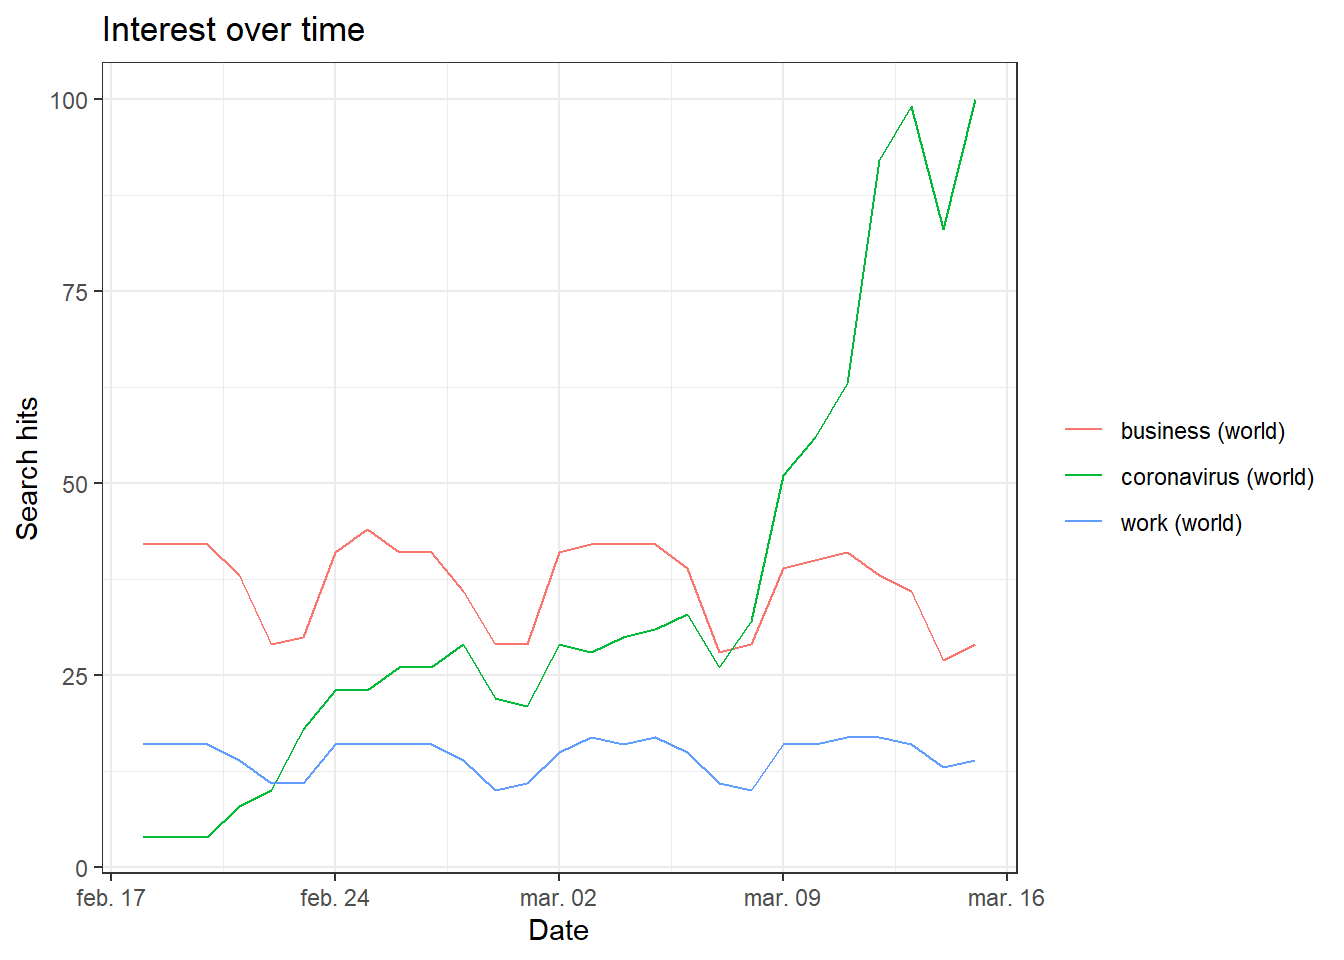 Interest over time
100
75
50
25
0
Search hits
feb. 17
feb. 24
mar. 02
mar. 09
mar. 16
Date
business (world)
coronavirus (world)
work (world)